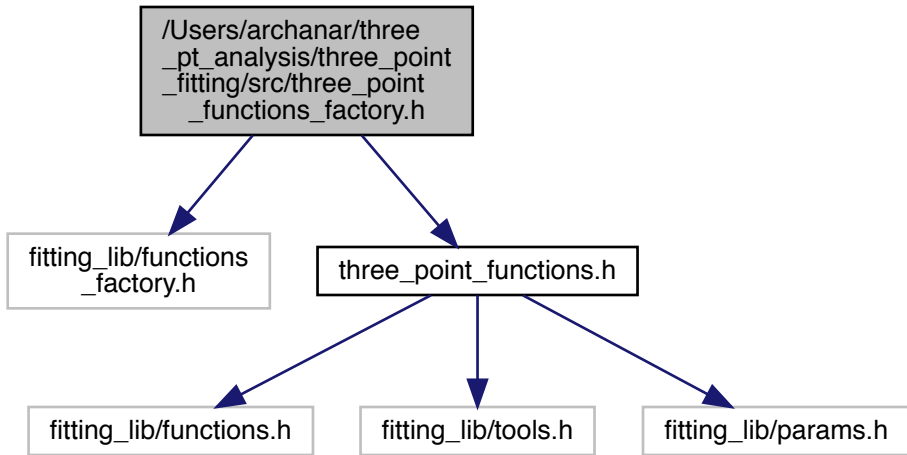 /Users/archanar/three
_pt_analysis/three_point
_fitting/src/three_point
_functions_factory.h
fitting_lib/functions
_factory.h
three_point_functions.h
fitting_lib/functions.h
fitting_lib/tools.h
fitting_lib/params.h